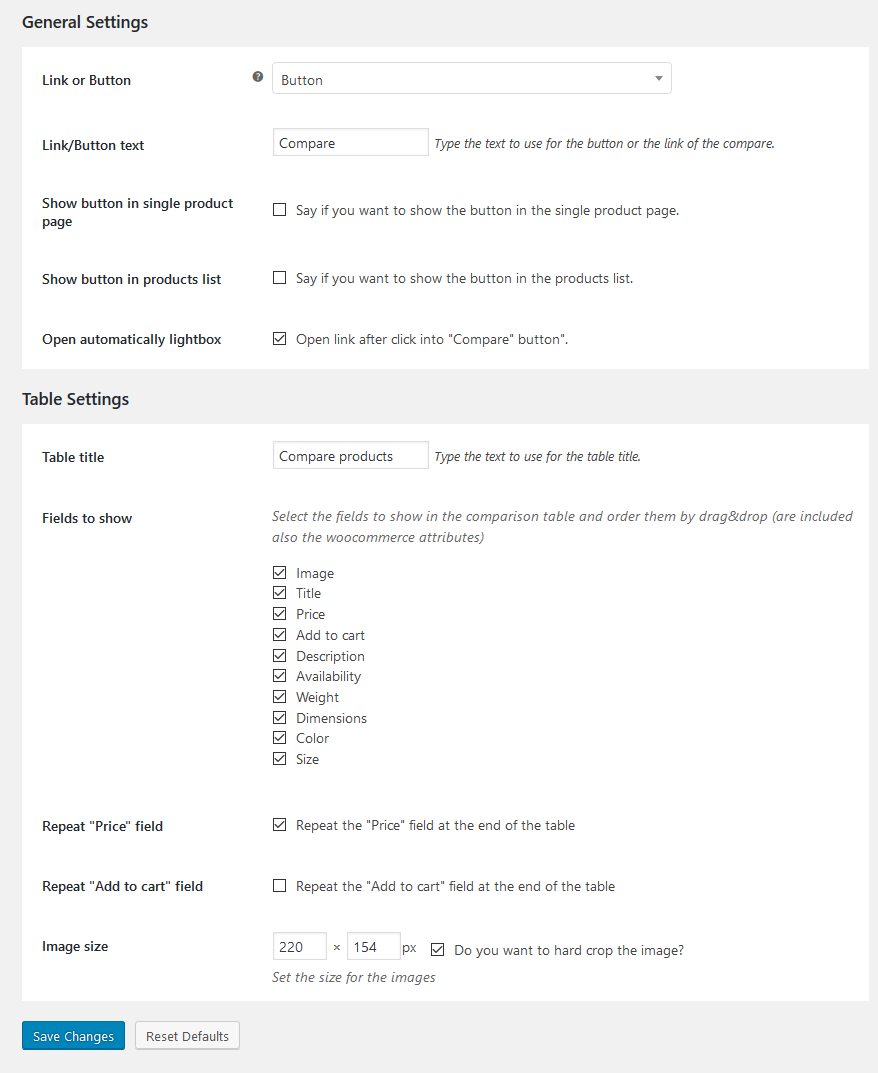 General Settings
Link or Button
?
Button
Link/Button text
Compare
Type the text to use for the button or the link of the compare.
Show button in single product
page
Say if you want to show the button in the single product page.
Show button in products list
Say if you want to show the button in the products list.
Open automatically lightbox
Open link after click into "Compare" button".
Table Settings
Table title
Compare products
Type the text to use for the table title.
Fields to show
Select the fields to show in the comparison table and order them by drag&drop (are included
also the woocommerce attributes)
Image
Title
Price
Add to cart
Description
Availability
Weight
Dimensions
Color
Size
Repeat "Price" field
Repeat the "Price" field at the end of the table
Repeat "Add to cart" field
Repeat the "Add to cart" field at the end of the table
Image size
220 × 154 px
Do you want to hard crop the image?
Set the size for the images
Save Changes
Reset Defaults